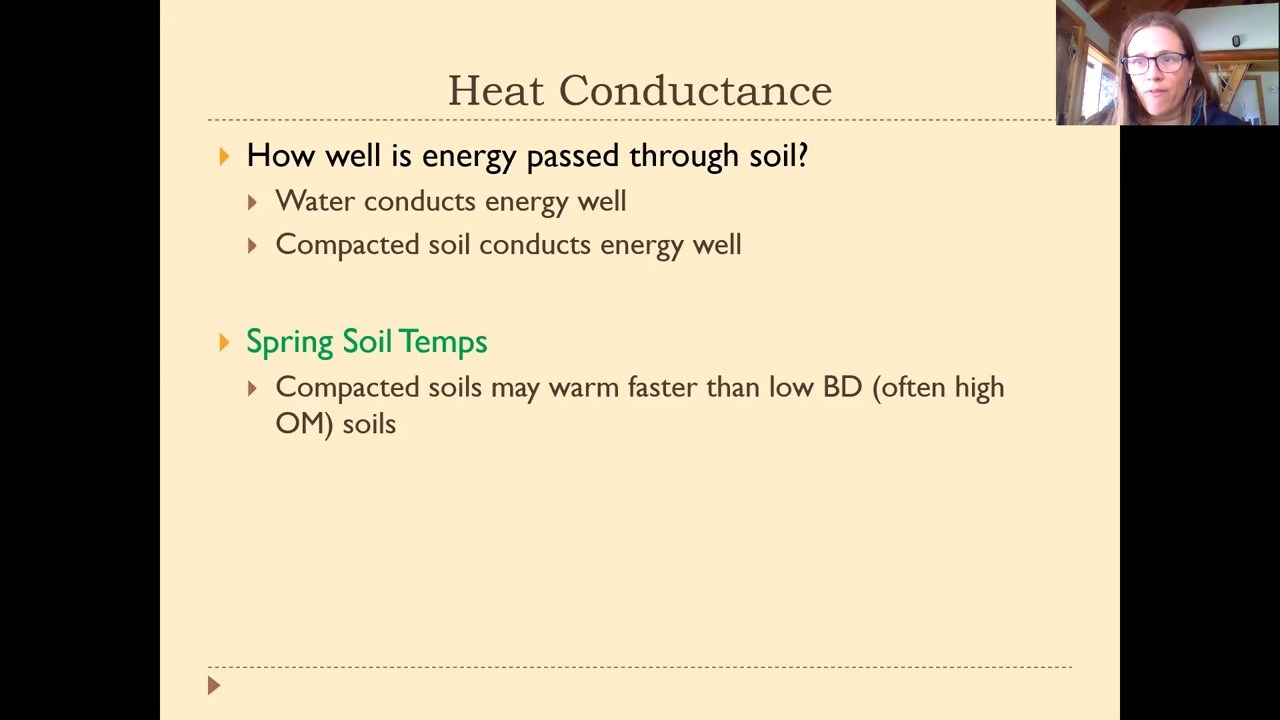 Heat Conductance
How well is energy passed through soil?
Water conducts energy well
Compacted soil conducts energy well
Spring Soil Temps
Compacted soils may warm faster than low BD (often high
OM) soils